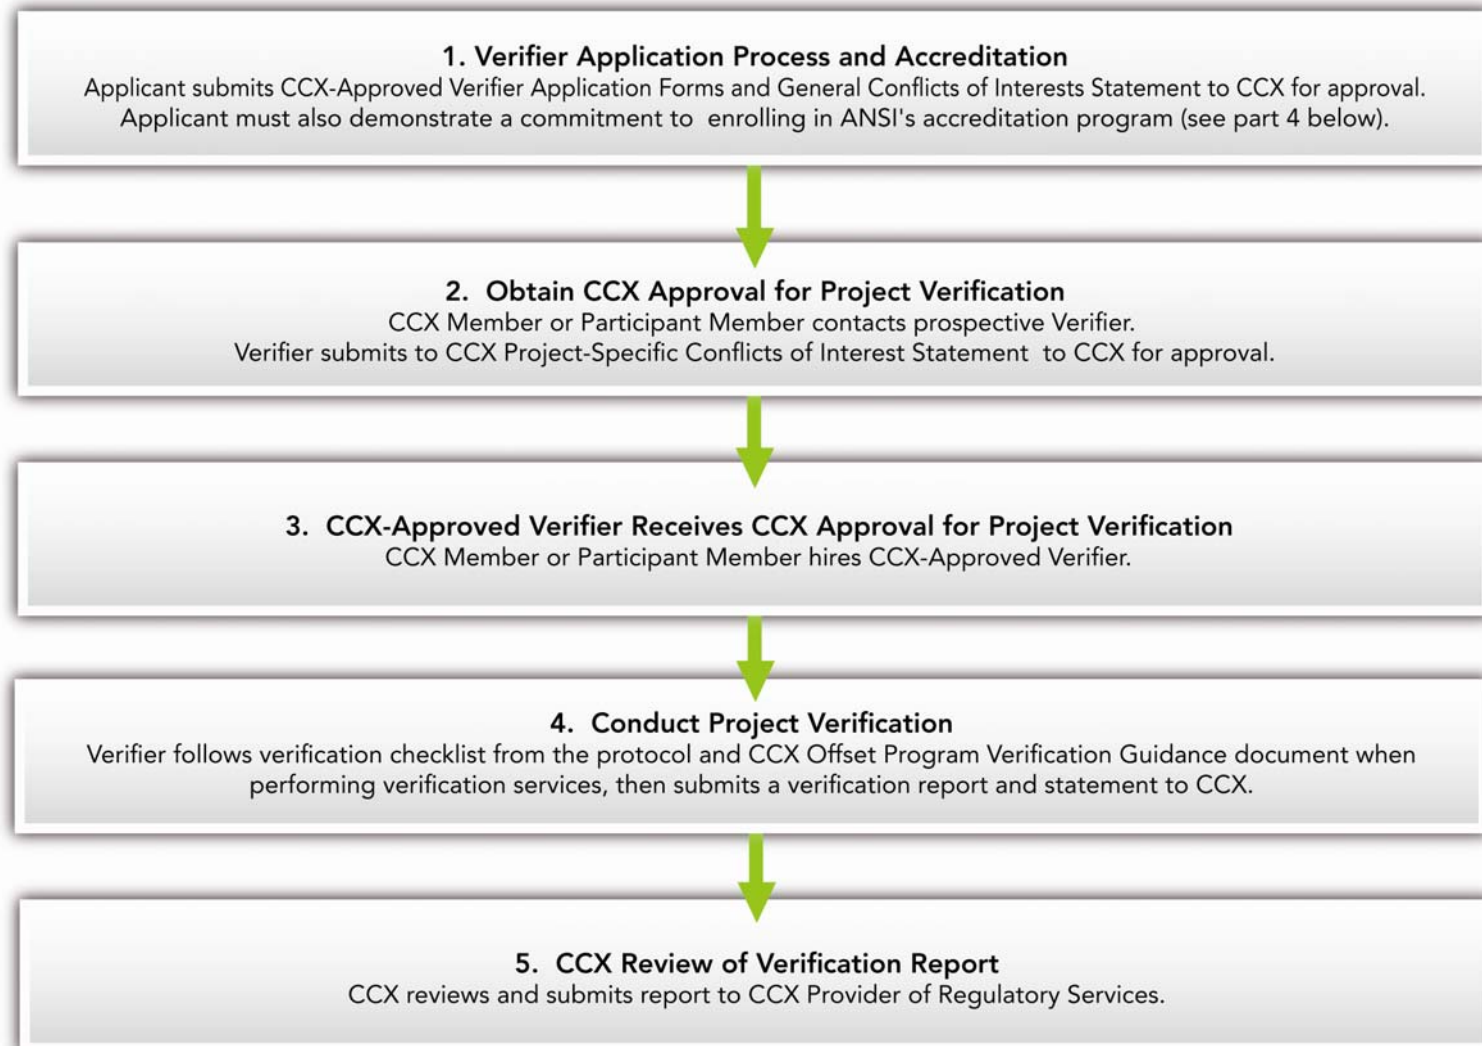 1. Verifier Application Process and Accreditation
Applicant submits CCX-Approved Verifier Application Forms and General Conflicts of Interests Statement to CCX for approval.
Applicant must also demonstrate a commitment to enrolling in ANSI's accreditation program (see part 4 below).
2. Obtain CCX Approval for Project Verification
CCX Member or Participant Member contacts prospective Verifier.
Verifier submits to CCX Project-Specific Conflicts of Interest Statement to CCX for approval.
3. CCX-Approved Verifier Receives CCX Approval for Project Verification
CCX Member or Participant Member hires CCX-Approved Verifier.
4. Conduct Project Verification
Verifier follows verification checklist from the protocol and CCX Offset Program Verification Guidance document when
performing verification services, then submits a verification report and statement to CCX.
5. CCX Review of Verification Report
CCX reviews and submits report to CCX Provider of Regulatory Services.